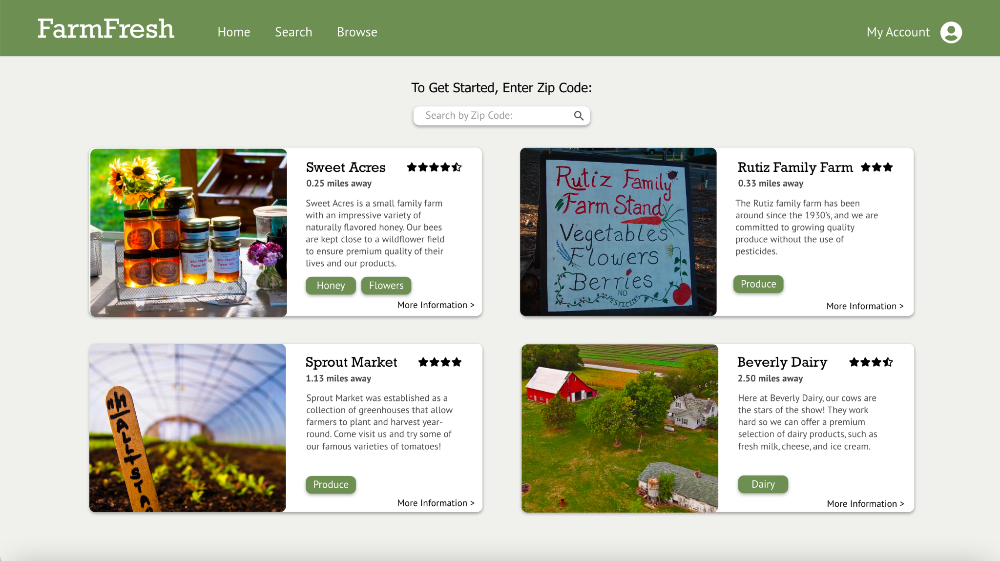 FarmFresh
Home
Search
Browse
My Account
To Get Started, Enter Zip Code:
Search by Zip Code:
Sweet Acres
0.25 miles away
Sweet Acres is a small family farm
with an impressive variety of
naturally flavored honey. Our bees
are kept close to a wildflower field
to ensure premium quality of their
lives and our products.
Honey
Flowers
More Information >
Spicy Jalapeño
Pepper Jelly
Rutiz Family
Farm Stand
Vegetables
Flowers
Berries
NO
PESTICIDES
Rutiz Family Farm
0.33 miles away
The Rutiz family farm has been
around since the 1930's, and we are
committed to growing quality
produce without the use of
pesticides.
Produce
More Information >
Sprout Market
1.13 miles away
Sprout Market was established as a
collection of greenhouses that allow
farmers to plant and harvest year-
round. Come visit us and try some of
our famous varieties of tomatoes!
Produce
More Information >
Beverly Dairy
2.50 miles away
Here at Beverly Dairy, our cows are
the stars of the show! They work
hard so we can offer a premium
selection of dairy products, such as
fresh milk, cheese, and ice cream.
Dairy
More Information >